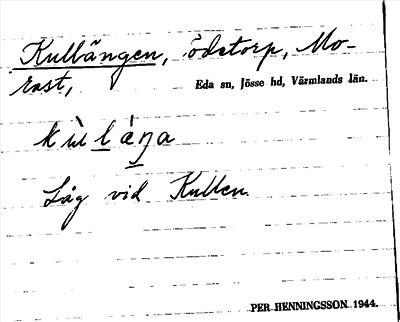 Kullängen, ödetorp, Mo-
rast,
Eda sn, Jösse hd, Värmlands län.
Låg vid Kullen.
PER HENNINGSSON 1944.